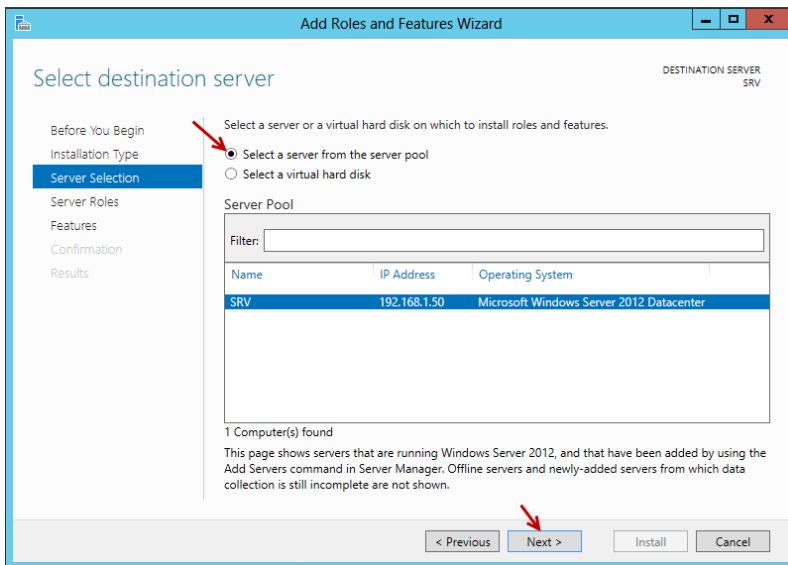 Add Roles and Features Wizard
Select destination server
DESTINATION SERVER
SRV
Before You Begin
Installation Type
Server Selection
Server Roles
Features
Confirmation
Results
Select a server or a virtual hard disk on which to install roles and features.
Select a server from the server pool
Select a virtual hard disk
Server Pool
Filter:
Name IP Address Operating System
SRV 192.168.1.50 Microsoft Windows Server 2012 Datacenter
1 Computer(s) found
This page shows servers that are running Windows Server 2012, and that have been added by using the
Add Servers command in Server Manager. Offline servers and newly-added servers from which data
collection is still incomplete are not shown.
< Previous Next > Install Cancel